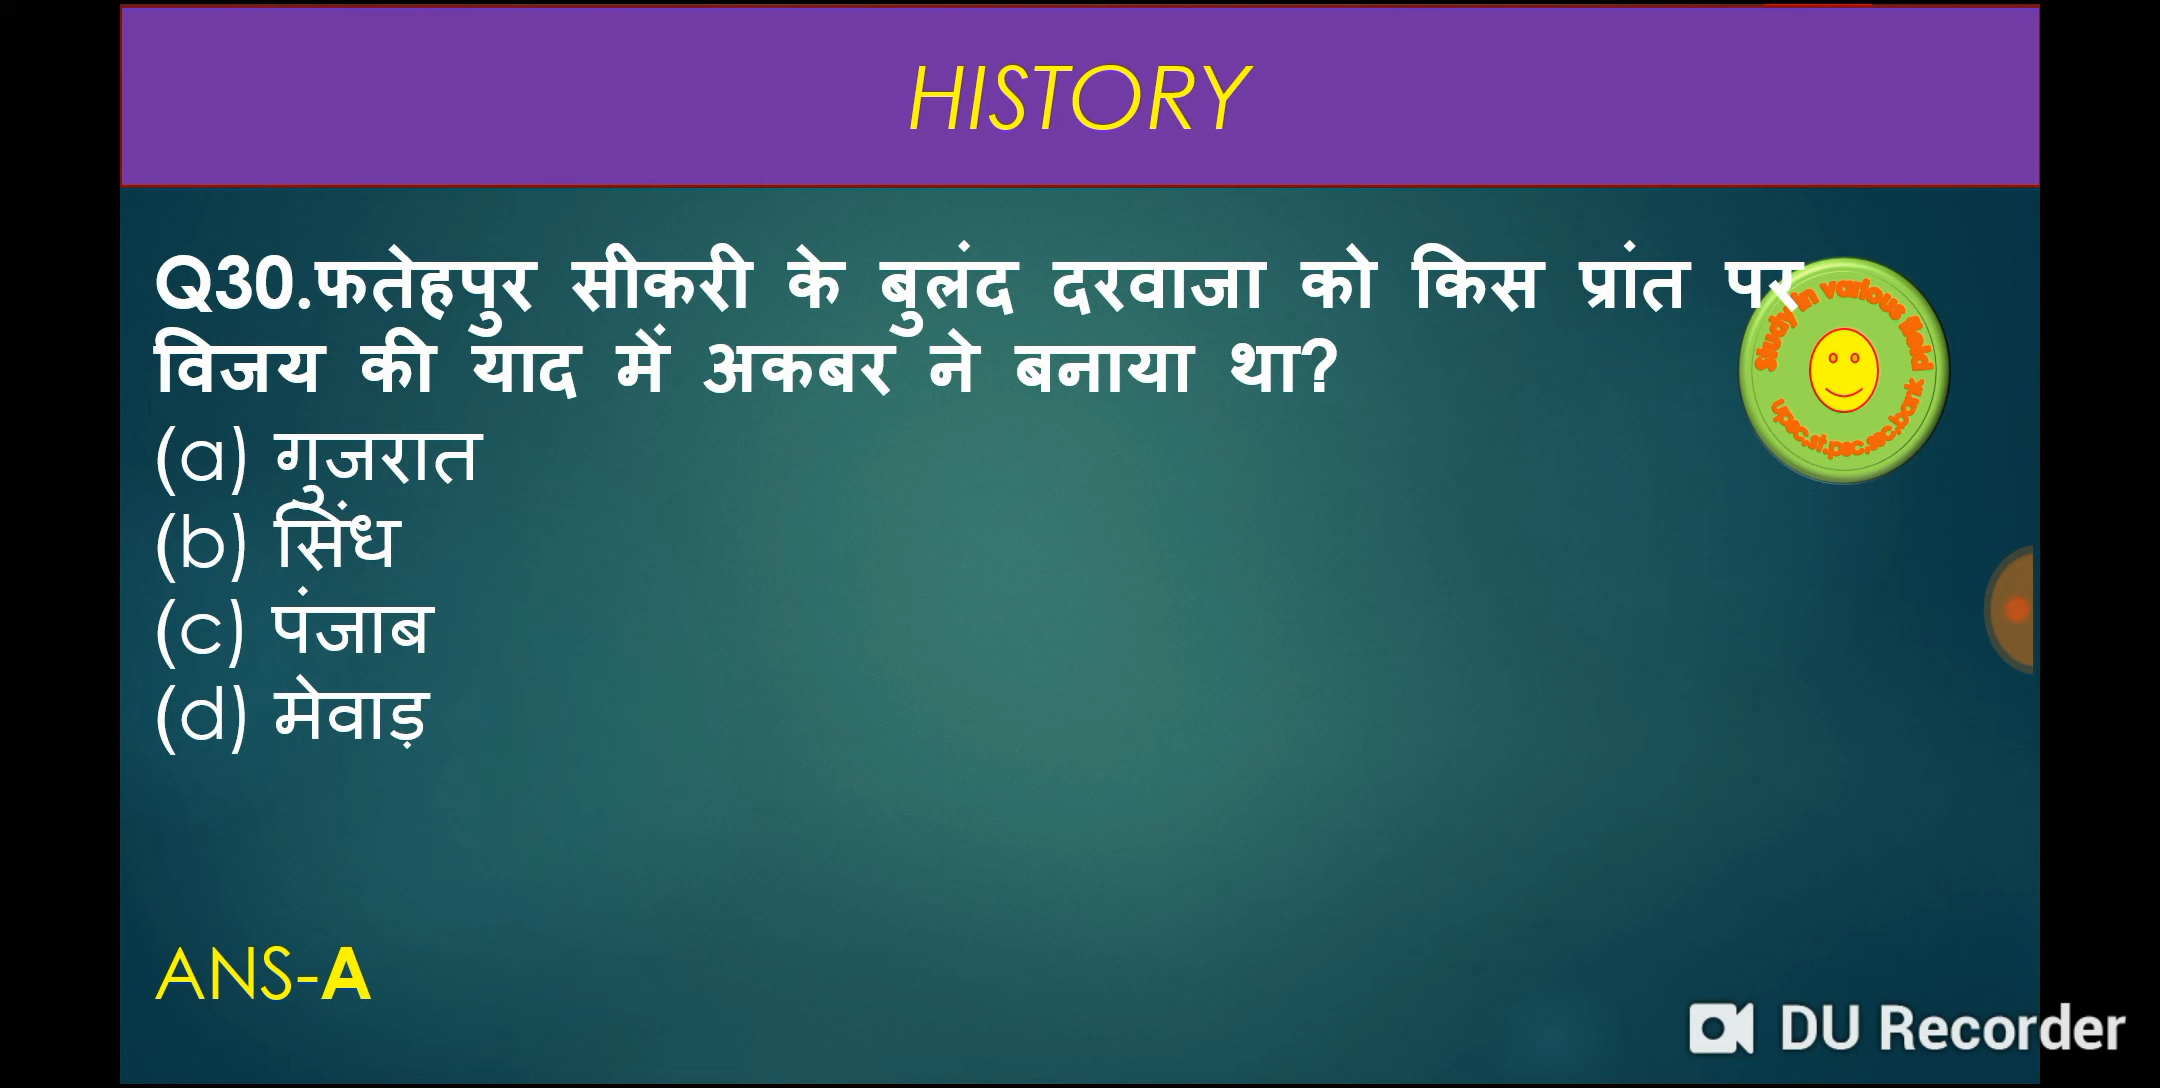 HISTORY
Q30.फतेहपुर सीकरी के बुलंद दरवाजा को किस प्रांत पर
विजय की याद में अकबर ने बनाया था?
(a) गुजरात
(b) सिंध
(c) पंजाब
(d) मेवाड़
ANS-A
DU Recorder